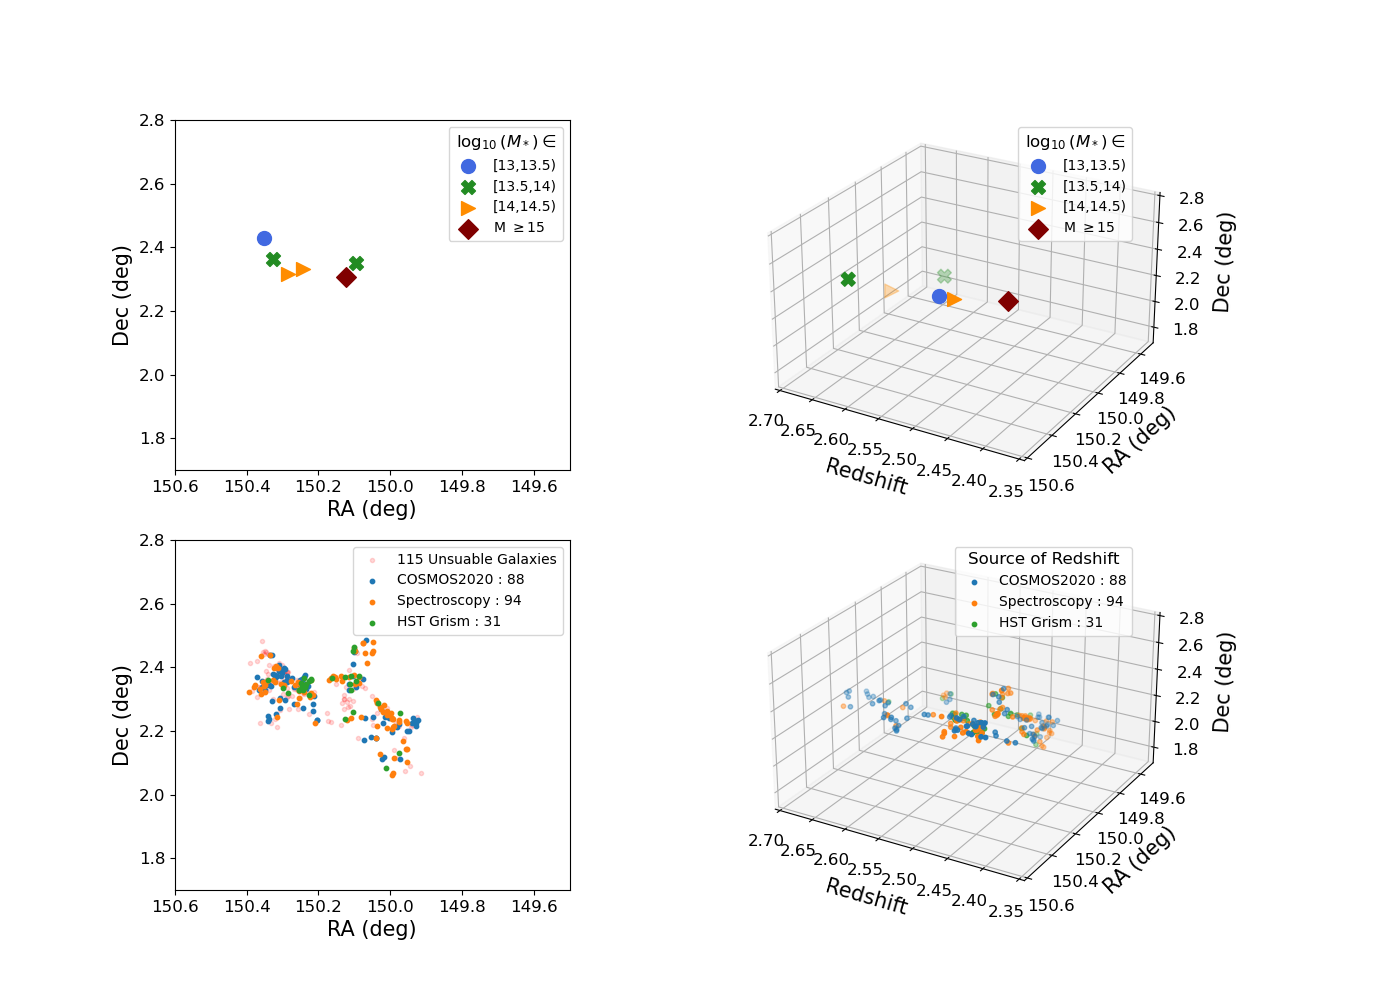 2.8
2.6
2.4
2.2
2.0
1.8
Dec (deg)
150.6 150.4 150.2 150.0 149.8 149.6
RA (deg)
log₁₀ (M*) ∈
[13,13.5)
[13.5,14)
[14,14.5)
M ≥15
log₁₀ (M*) ∈
[13,13.5)
[13.5,14)
[14,14.5)
M ≥15
2.8
2.6
2.4
2.2
2.0
1.8
Dec (deg)
149.6
149.8
150.0
150.2
150.4
150.6
RA (deg)
2.70 2.65 2.60 2.55 2.50 2.45 2.40 2.35
Redshift
2.8
2.6
2.4
2.2
2.0
1.8
Dec (deg)
150.6 150.4 150.2 150.0 149.8 149.6
RA (deg)
115 Unsuable Galaxies
COSMOS2020 : 88
Spectroscopy : 94
HST Grism : 31
Source of Redshift
COSMOS2020 : 88
Spectroscopy : 94
HST Grism : 31
2.8
2.6
2.4
2.2
2.0
1.8
Dec (deg)
149.6
149.8
150.0
150.2
150.4
150.6
RA (deg)
2.70 2.65 2.60 2.55 2.50 2.45 2.40 2.35
Redshift